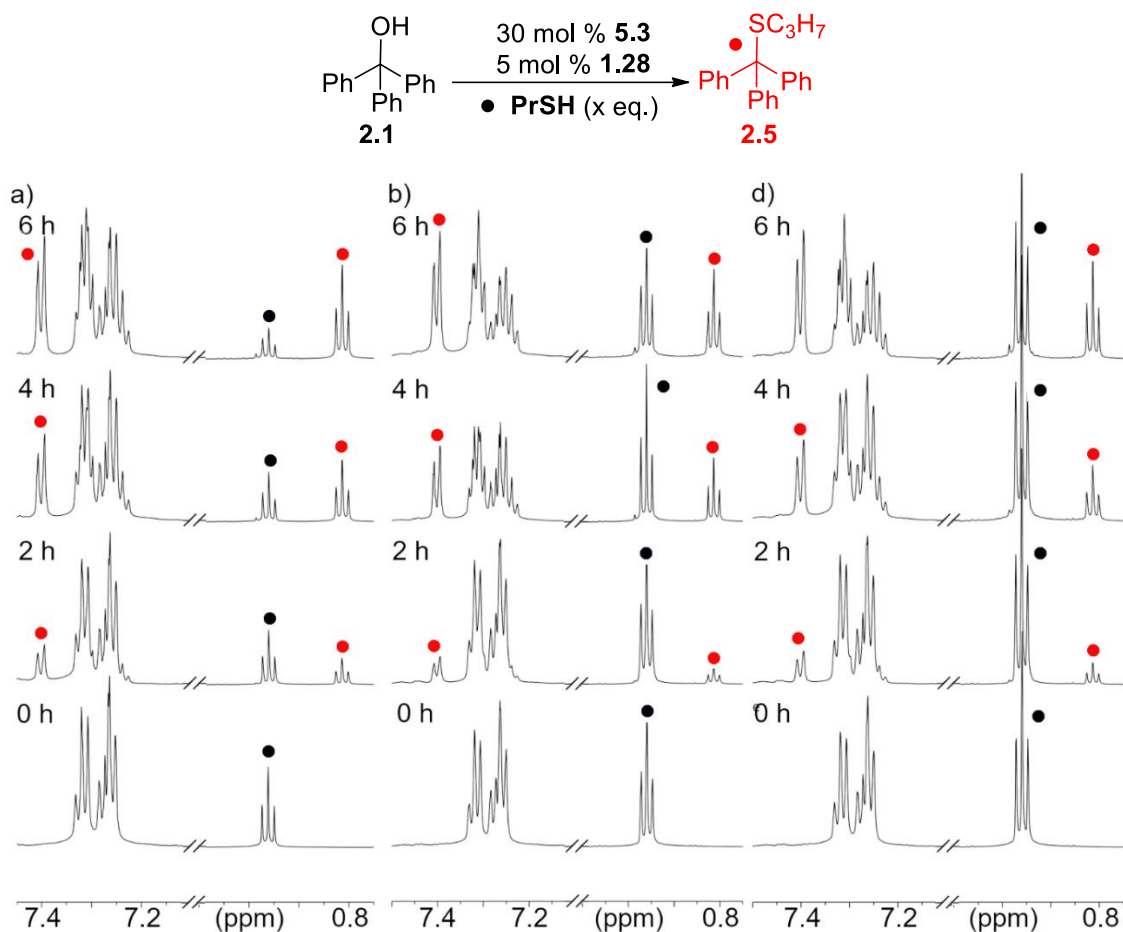 OH
Ph
Ph
Ph
2.1
30 mol % 5.3
5 mol % 1.28
● PrSH (x eq.)
SC3H7
Ph
Ph
Ph
2.5
a)
6 h
4 h
2 h
0 h
7.4 7.2 (ppm) 0.8
b)
6 h
4 h
2 h
0 h
7.4 7.2 (ppm) 0.8
d)
6 h
4 h
2 h
0 h
7.4 7.2 (ppm) 0.8